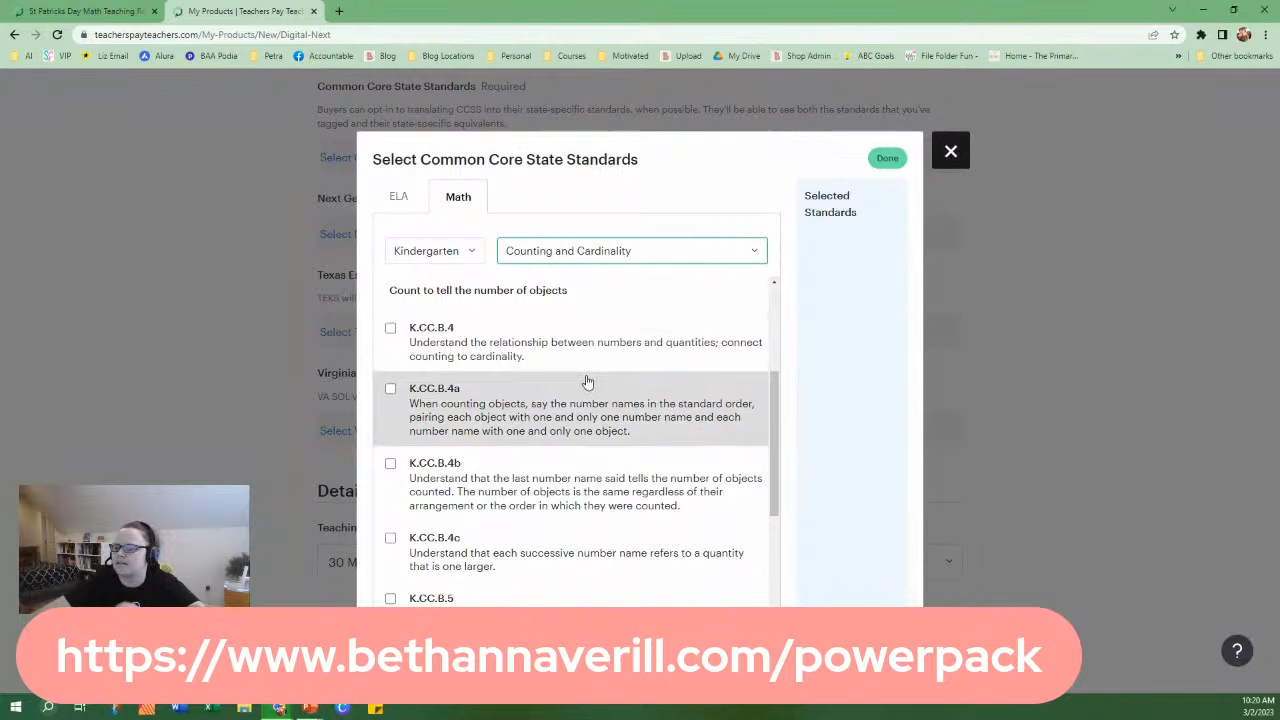 St Patricks Day Math Teaching Re
My Products | Teachers Pay Teac
teacherspayteachers.com/My-Products/New/Digital-Next
AI VIP Liz Email Alura BAA Podia Petra Accountable Blog Blog Locations Personal Courses Motivated Upload My Drive Shop Admin ABC Goals File Folder Fun - Home - The Primar... » Other bookmarks
Common Core State Standards Required
Buyers can opt-in to translating CCSS into their state-specific standards, when possible. They'll be able to see both the standards that you've
tagged and their state-specific equivalents.
Select Common Core State Standards
Done
Select C
ELA
Math
Selected
Standards
Next Ge
Select N
Kindergarten
Counting and Cardinality
Texas Es
TEKS will
Select T
Count to tell the number of objects
K.CC.B.4
Understand the relationship between numbers and quantities; connect
counting to cardinality.
Virginia
VA SOL w
Select V
K.CC.B.4a
When counting objects, say the number names in the standard order,
pairing each object with one and only one number name and each
number name with one and only one object.
K.CC.B.4b
Understand that the last number name said tells the number of objects
counted. The number of objects is the same regardless of their
arrangement or the order in which they were counted.
Detai
Teaching
30 M
K.CC.B.4c
Understand that each successive number name refers to a quantity
that is one larger.
K.CC.B.5
https://www.bethannaverill.com/powerpack
?
10:20 AM
3/2/2023